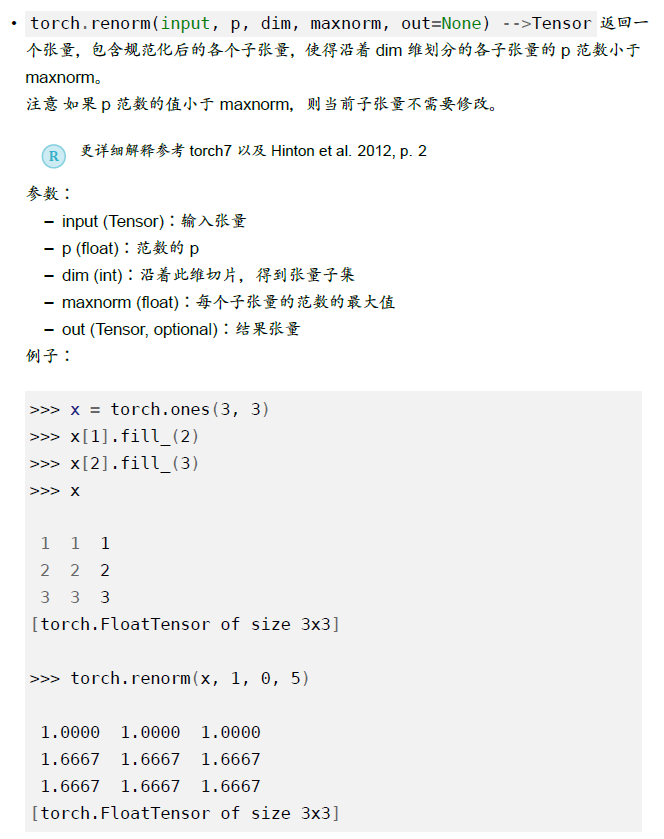 • torch.renorm(input, p, dim, maxnorm, out=None) -->Tensor 返回一
个张量，包含规范化后的各个子张量，使得沿着 dim 维划分的各子张量的 p 范数小于
maxnorm。
注意 如果 p 范数的值小于 maxnorm，则当前子张量不需要修改。
R 更详细解释参考 torch7 以及 Hinton et al. 2012, p. 2
参数：
– input (Tensor)：输入张量
– p (float)：范数的 p
– dim (int)：沿着此维切片，得到张量子集
– maxnorm (float)：每个子张量的范数的最大值
– out (Tensor, optional)：结果张量
例子：
>>> x = torch.ones(3, 3)
>>> x[1].fill_(2)
>>> x[2].fill_(3)
>>> x
1 1 1
2 2 2
3 3 3
[torch.FloatTensor of size 3x3]
>>> torch.renorm(x, 1, 0, 5)
1.0000 1.0000 1.0000
1.6667 1.6667 1.6667
1.6667 1.6667 1.6667
[torch.FloatTensor of size 3x3]